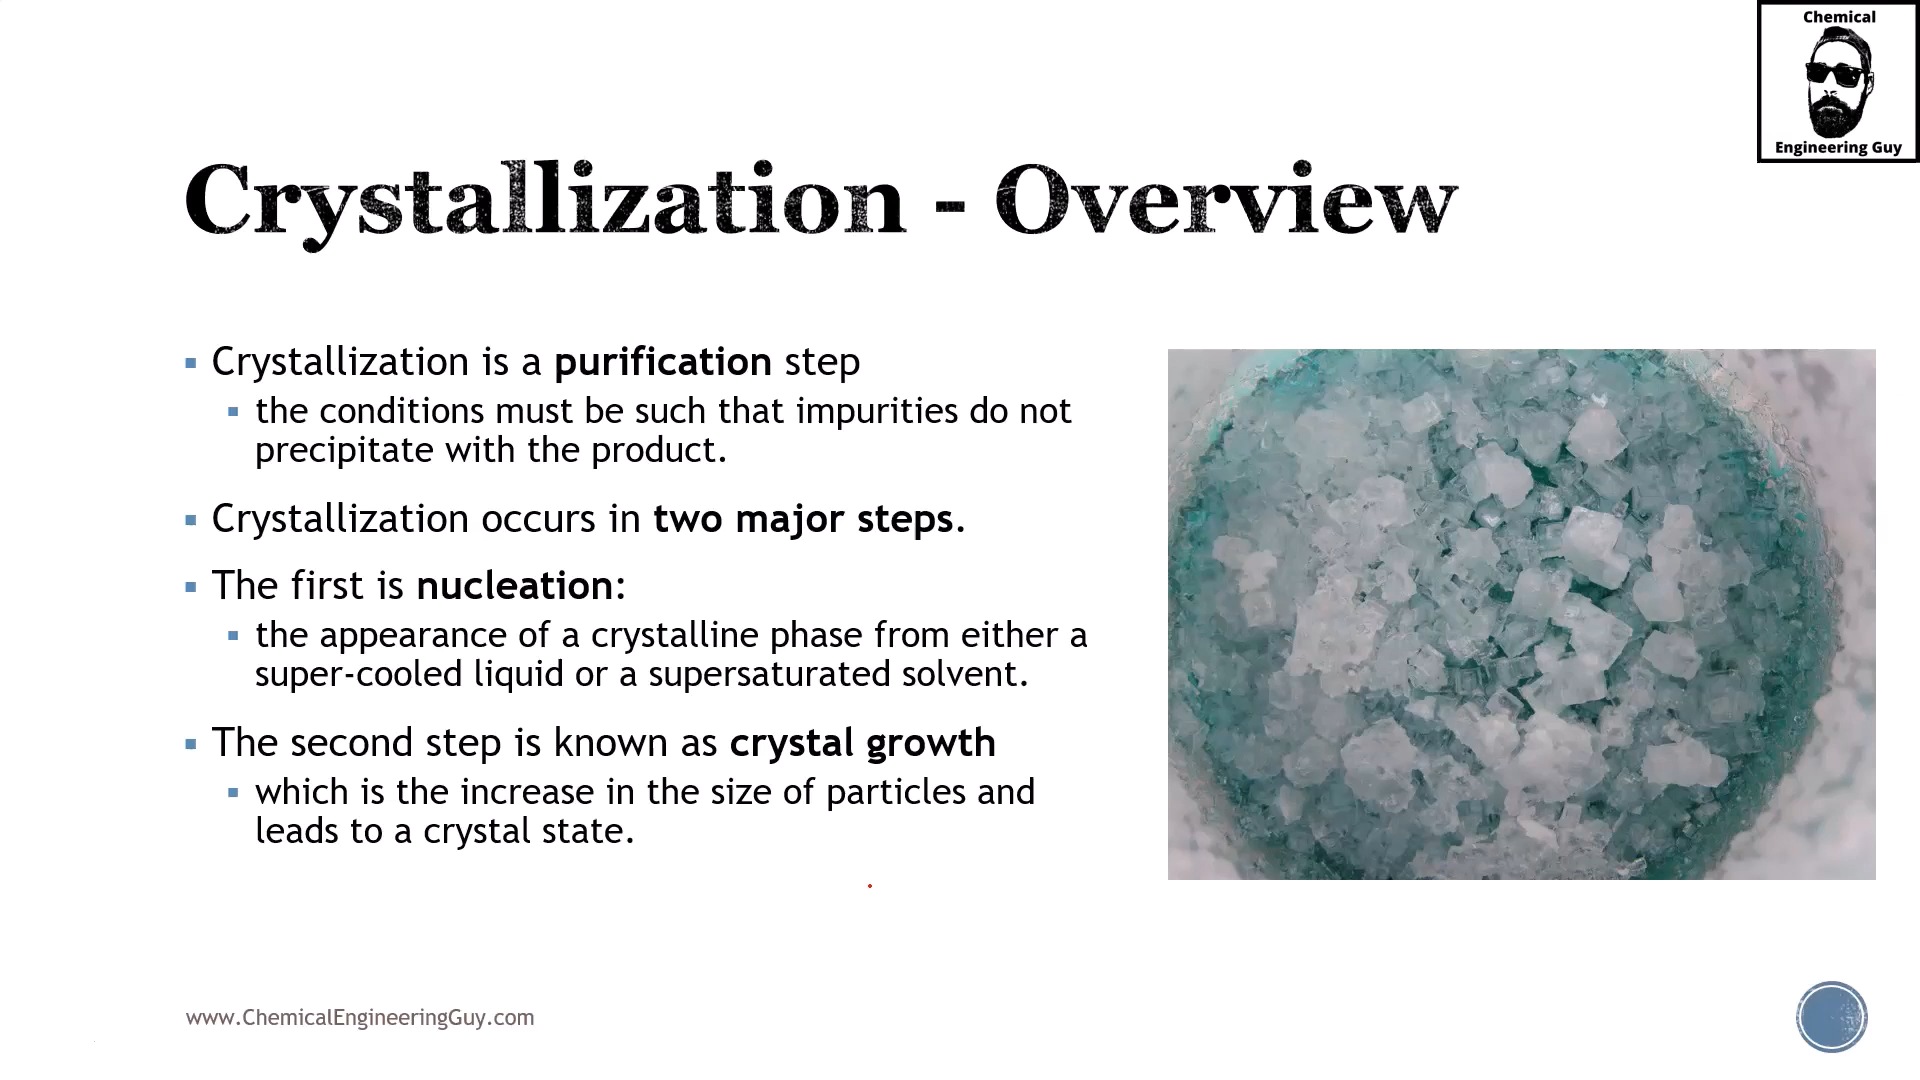 Chemical
Engineering Guy
Crystallization - Overview
Crystallization is a purification step
the conditions must be such that impurities do not
precipitate with the product.
Crystallization occurs in two major steps.
The first is nucleation:
the appearance of a crystalline phase from either a
super-cooled liquid or a supersaturated solvent.
The second step is known as crystal growth
which is the increase in the size of particles and
leads to a crystal state.
www.ChemicalEngineeringGuy.com